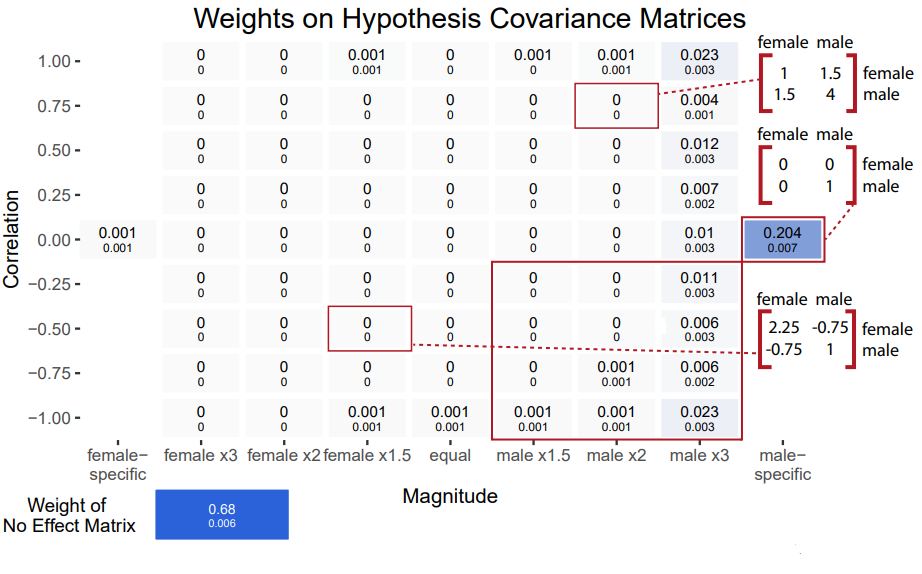 Weights on Hypothesis Covariance Matrices
female male
1.00 0 0 0.001 0 0.001 0.001 0.023
0 0 0.001 0 0 0.001 0.003
1 1.5 female
1.5 4 male
0.75 0 0 0 0 0 0 0.004
0 0 0 0 0 0 0.001
female male
0.50 0 0 0 0 0 0 0.012
0 0 0 0 0 0 0.003
0 0 female
0 1 male
0.25 0 0 0 0 0 0 0.007
0 0 0 0 0 0 0.002
Correlation
0.00 0.001 0 0 0 0 0 0 0.01 0.204
0.001 0 0 0 0 0 0 0.003 0.007
−0.25 0 0 0 0 0 0 0.011
0 0 0 0 0 0 0.003
female male
−0.50 0 0 0 0 0 0 0.006
0 0 0 0 0 0 0.003
2.25 -0.75 female
-0.75 1 male
−0.75 0 0 0 0 0 0.001 0.006
0 0 0 0 0 0.001 0.002
−1.00 0 0 0.001 0.001 0.001 0.001 0.023
0 0 0.001 0.001 0.001 0.001 0.003
female− female x3 female x2 female x1.5 equal male x1.5 male x2 male x3 male−
specific specific
Magnitude
Weight of
No Effect Matrix
0.68
0.006